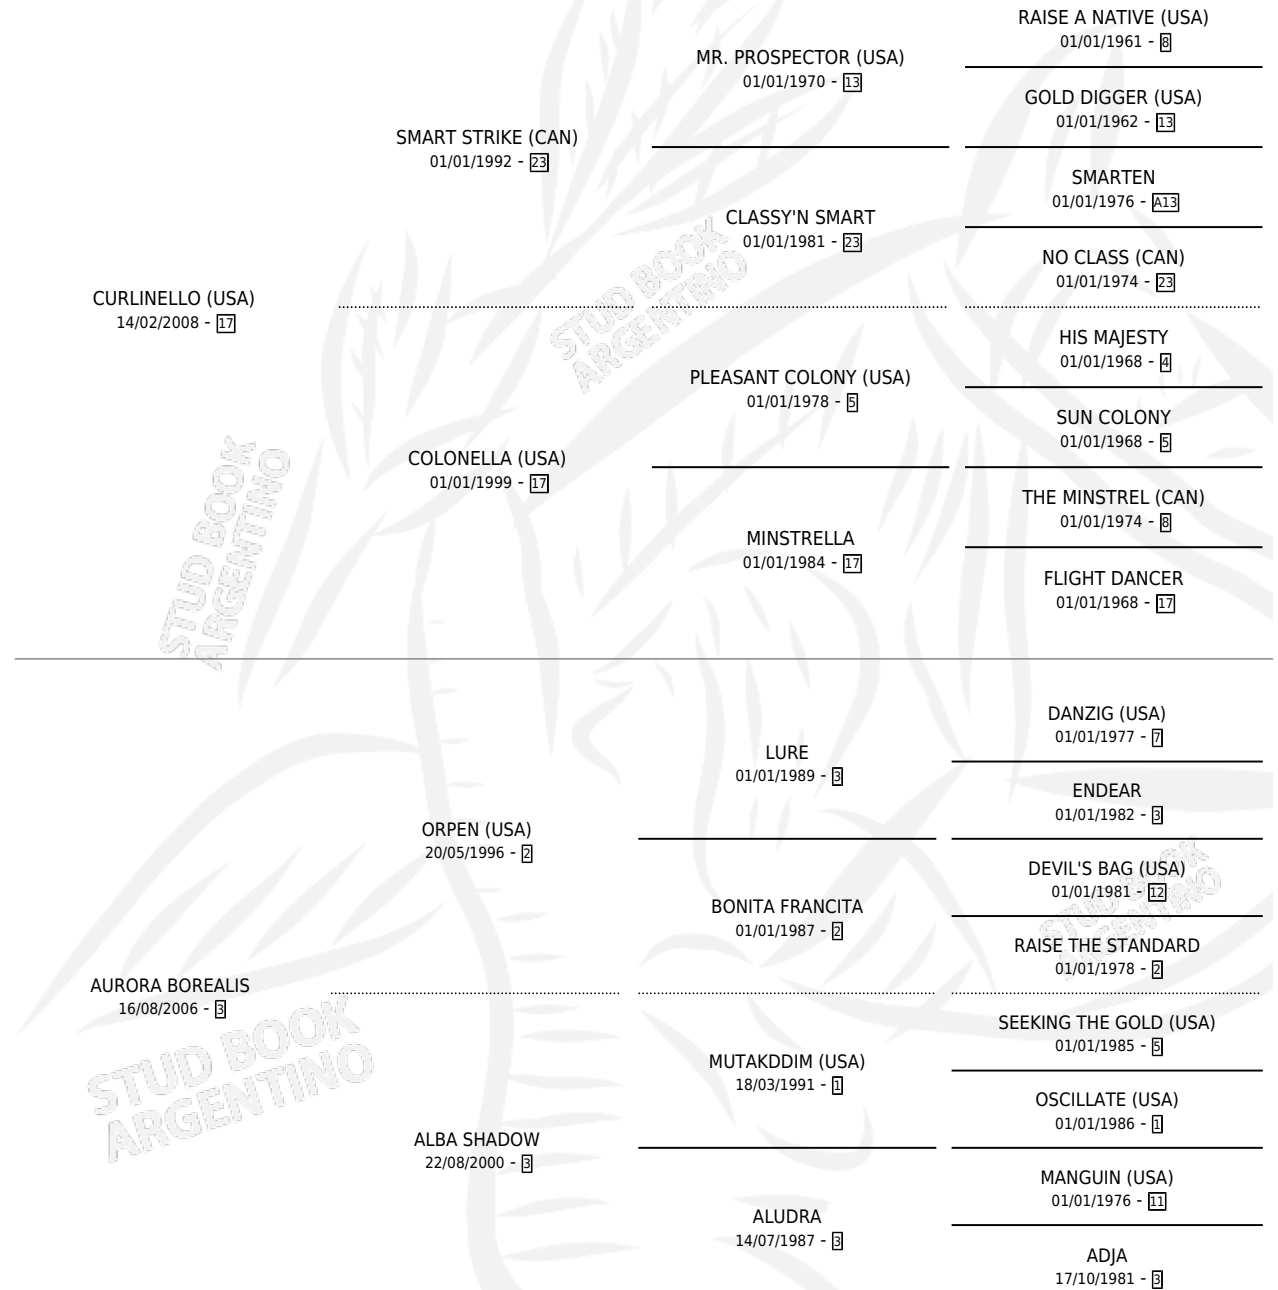 RAISE A NATIVE (USA)
01/01/1961 - 8
MR. PROSPECTOR (USA)
01/01/1970 - 13
GOLD DIGGER (USA)
01/01/1962 - 13
SMART STRIKE (CAN)
01/01/1992 - 23
SMARTEN
01/01/1976 - A13
CLASSY'N SMART
01/01/1981 - 23
NO CLASS (CAN)
01/01/1974 - 23
CURLINELLO (USA)
14/02/2008 - 17
STUD BOOK
ARGENTINO
HIS MAJESTY
01/01/1968 - 4
PLEASANT COLONY (USA)
01/01/1978 - 5
SUN COLONY
01/01/1968 - 5
COLONELLA (USA)
01/01/1999 - 17
THE MINSTREL (CAN)
01/01/1974 - 8
MINSTRELLA
01/01/1984 - 17
FLIGHT DANCER
01/01/1968 - 17
STUD BOOK
ARGENTINO
DANZIG (USA)
01/01/1977 - 7
LURE
01/01/1989 - 3
ENDEAR
01/01/1982 - 3
ORPEN (USA)
20/05/1996 - 2
DEVIL'S BAG (USA)
01/01/1981 - 12
BONITA FRANCITA
01/01/1987 - 2
STUD BOOK
ARGENTINO
RAISE THE STANDARD
01/01/1978 - 2
AURORA BOREALIS
16/08/2006 - 3
SEEKING THE GOLD (USA)
01/01/1985 - 5
MUTAKDDIM (USA)
18/03/1991 - 1
OSCILLATE (USA)
01/01/1986 - 1
STUD BOOK
ARGENTINO
ALBA SHADOW
22/08/2000 - 3
MANGUIN (USA)
01/01/1976 - 11
ALUDRA
14/07/1987 - 3
ADJA
17/10/1981 - 3